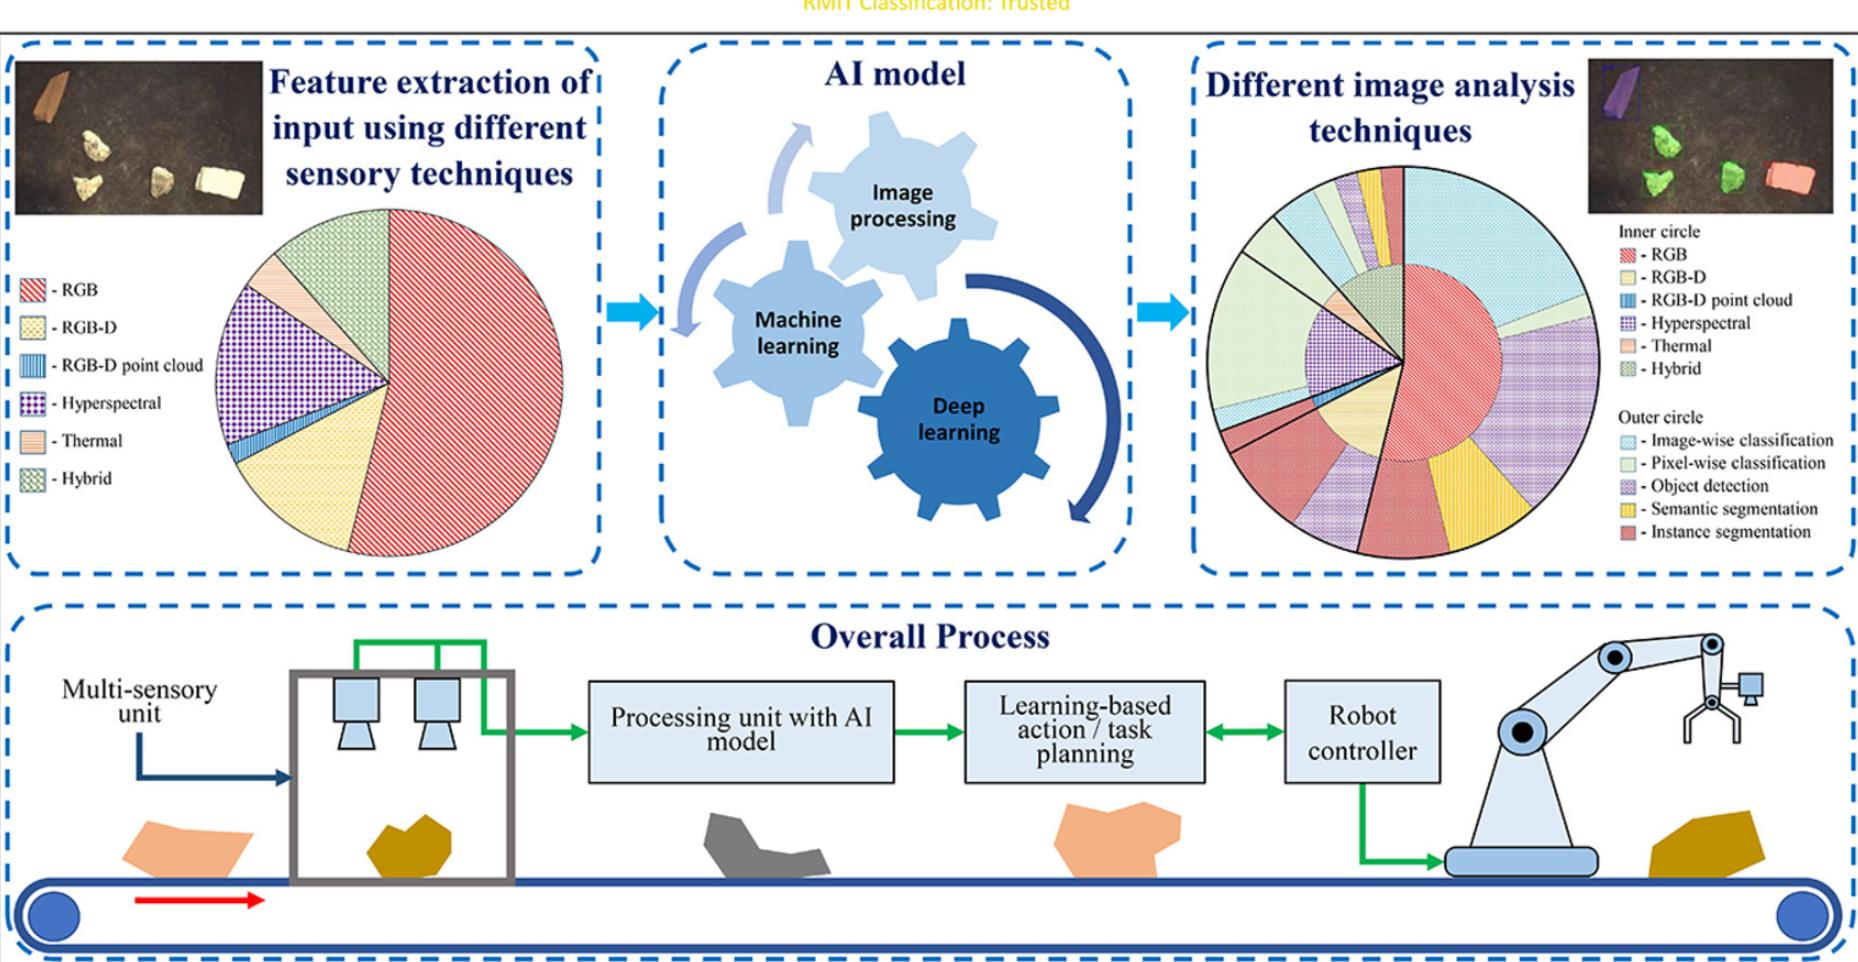 RMIT Classification: Trusted
Feature extraction of
input using different
sensory techniques
- RGB
- RGB-D
- RGB-D point cloud
- Hyperspectral
- Thermal
- Hybrid
AI model
Image
processing
Machine
learning
Deep
learning
Different image analysis
techniques
Inner circle
- RGB
- RGB-D
- RGB-D point cloud
- Hyperspectral
- Thermal
- Hybrid
Outer circle
- Image-wise classification
- Pixel-wise classification
- Object detection
- Semantic segmentation
- Instance segmentation
Overall Process
Multi-sensory
unit
Processing unit with AI
model
Learning-based
action / task
planning
Robot
controller